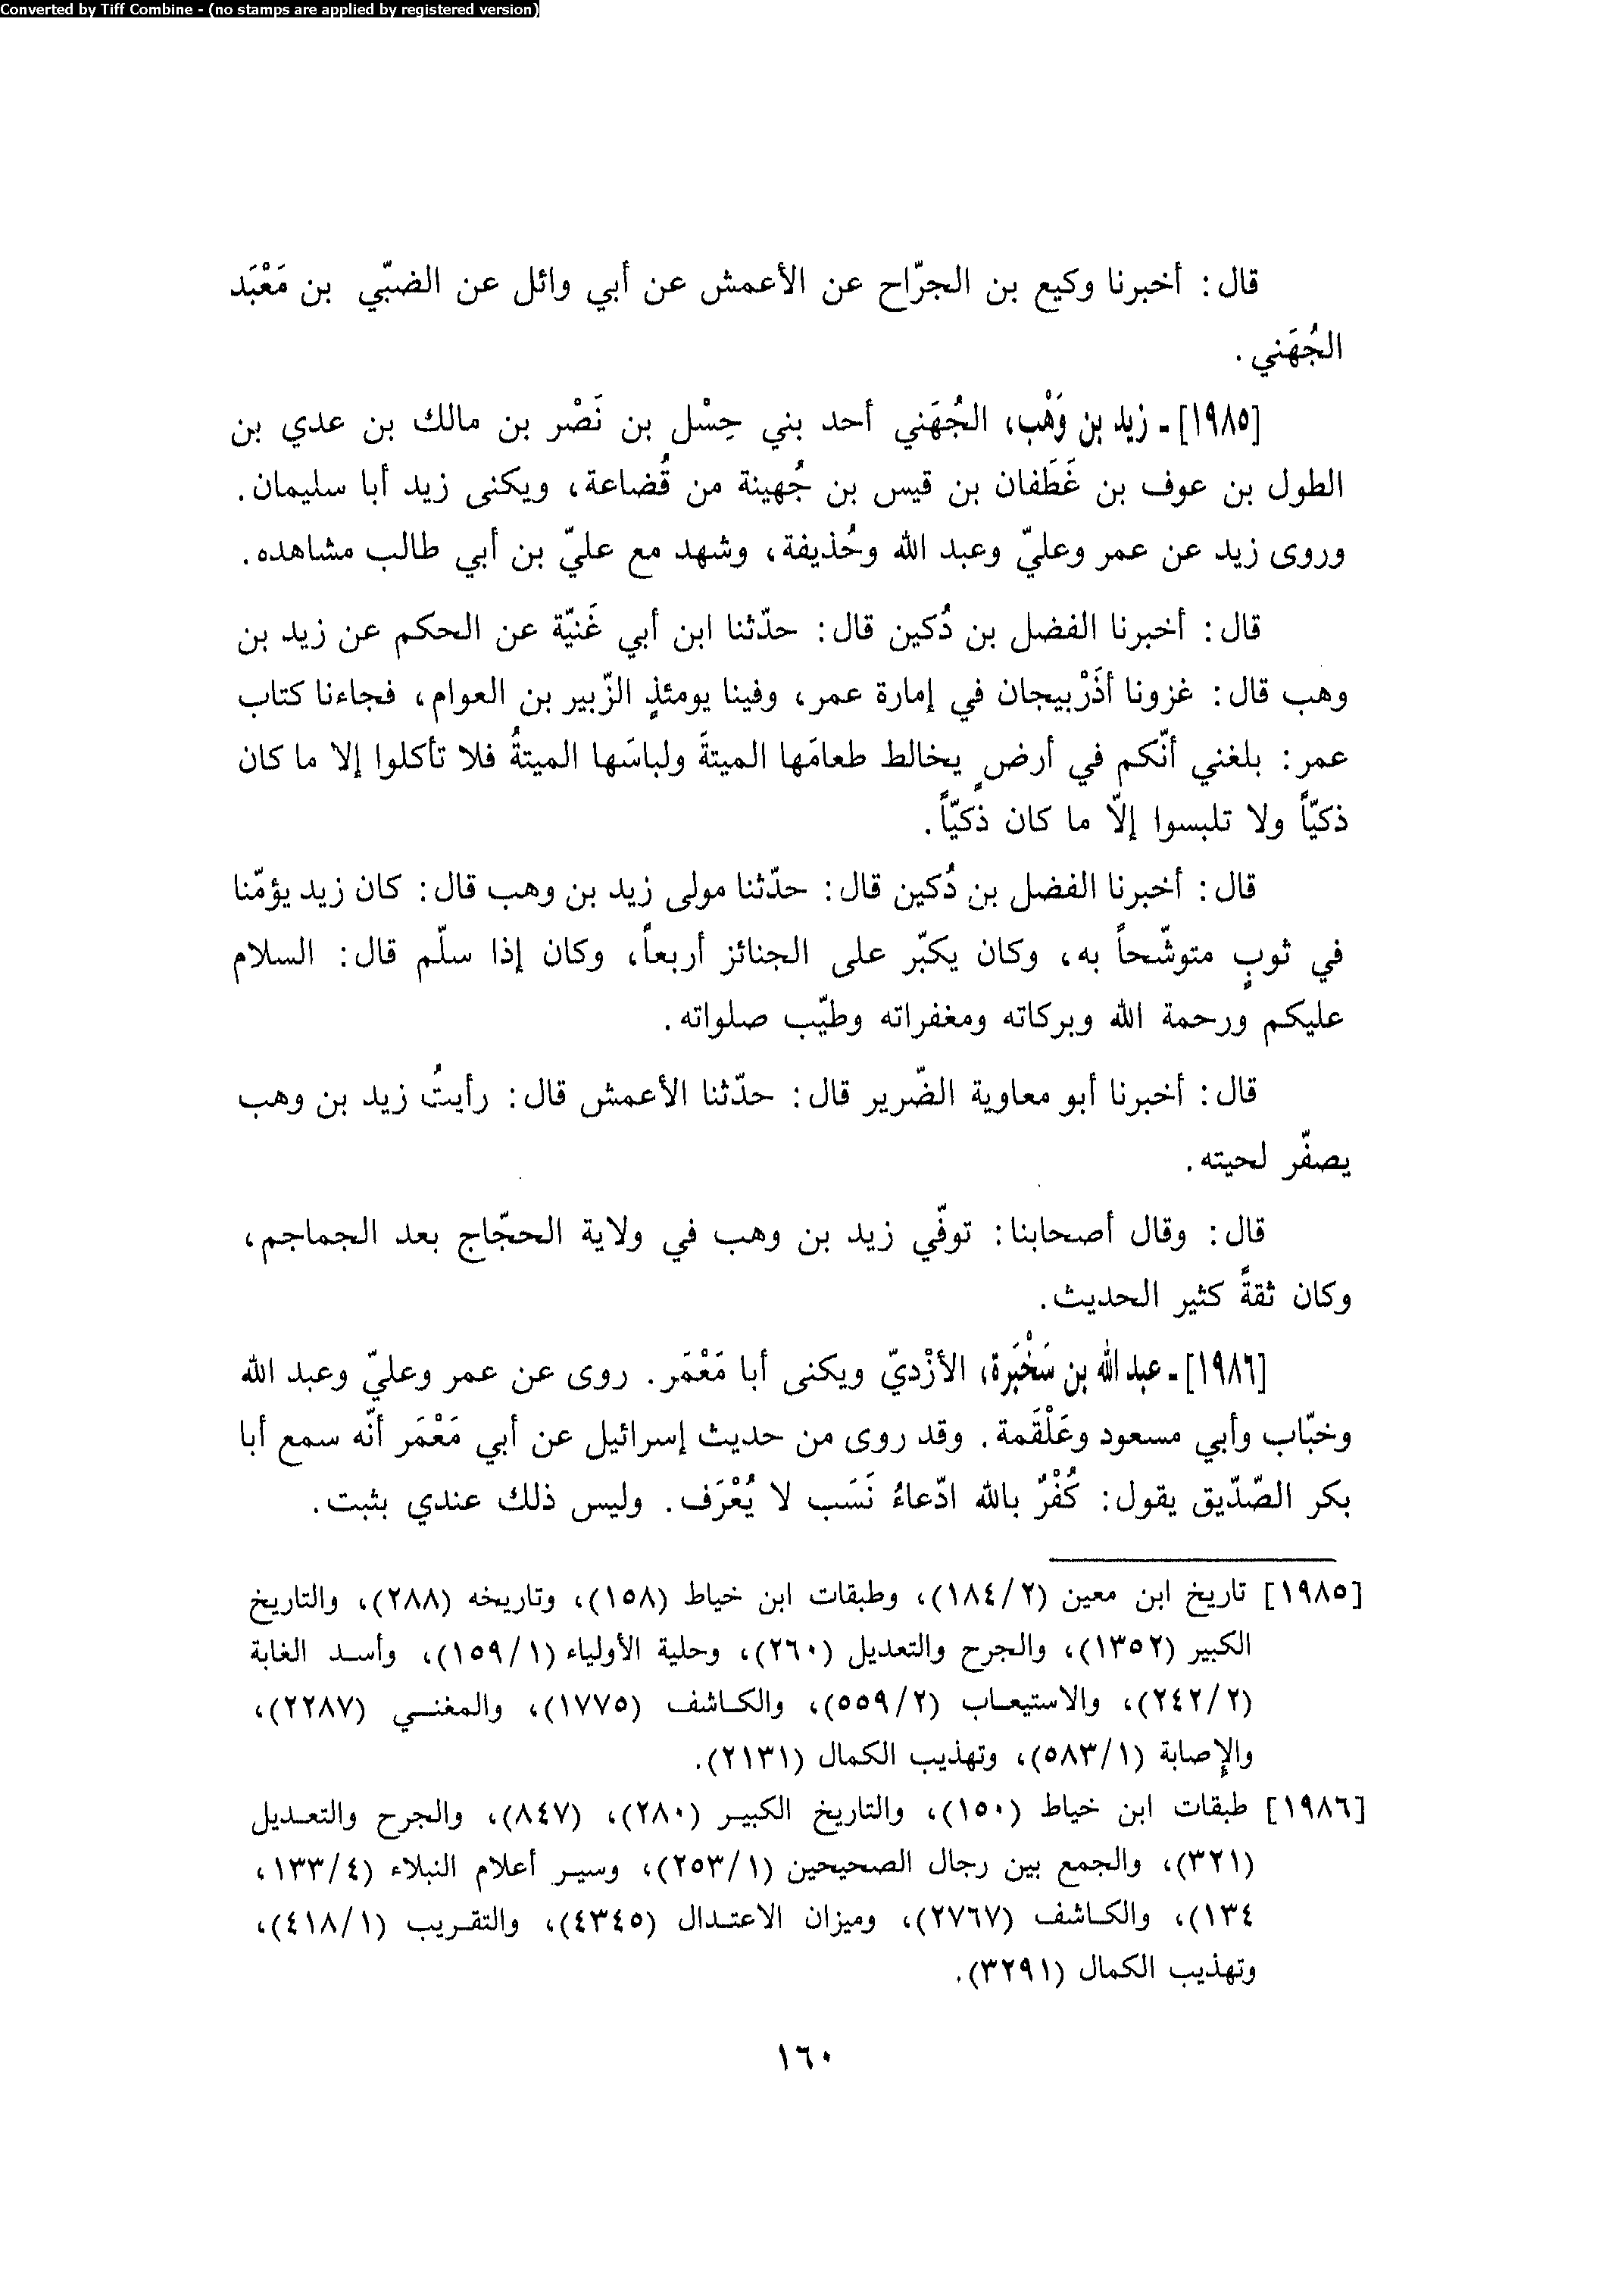 Converted by Tiff Combine - (no stamps are applied by registered version)
قال: أخبرنا وكيع بن الجرّاح عن الأعمش عن أبي وائل عن الضبّي بن مَعْبَد
الجُهَني.
[١٩٨٥] - زيد بن وَهْب، الجُهَني أحد بني حِسْل بن نَصْر بن مالك بن عدي بن
الطول بن عوف بن غَطَفان بن قيس بن جُهينة من قُضاعة، ويكنى زيد أبا سليمان.
وروى زيد عن عمر وعليّ وعبد الله وحُذيفة، وشهد مع عليّ بن أبي طالب مشاهده.
قال: أخبرنا الفضل بن دُكين قال: حدّثنا ابن أبي غَنيّة عن الحكم عن زيد بن
وهب قال: غزونا أذَرْبيجان في إمارة عمر، وفينا يومئذٍ الزّبير بن العوام، فجاءنا كتاب
عمر: بلغني أنّكم في أرضٍ يخالط طعامَها الميتةَ ولباسَها الميتةُ فلا تأكلوا إلا ما كان
ذكيّاً ولا تلبسوا إلّا ما كان ذكيّاً.
قال: أخبرنا الفضل بن دُكين قال: حدّثنا مولى زيد بن وهب قال: كان زيد يؤمّنا
في ثوبٍ متوشّحاً به، وكان يكبّر على الجنائز أربعاً، وكان إذا سلّم قال: السلام
عليكم ورحمة الله وبركاته ومغفراته وطيّب صلواته.
قال: أخبرنا أبو معاوية الضّرير قال: حدّثنا الأعمش قال: رأيتُ زيد بن وهب
يصفّر لحيته.
قال: وقال أصحابنا: توفّي زيد بن وهب في ولاية الحجّاج بعد الجماجم،
وكان ثقةً كثير الحديث.
[١٩٨٦] - عبد الله بن سَخْبَرة، الأزْديّ ويكنى أبا مَعْمَر. روى عن عمر وعليّ وعبد الله
وخبّاب وأبي مسعود وعَلْقَمة. وقد روى من حديث إسرائيل عن أبي مَعْمَر أنّه سمع أبا
بكر الصّدّيق يقول: كُفْرٌ بالله ادّعاءُ نَسَب لا يُعْرَف. وليس ذلك عندي بثبت.
[١٩٨٥] تاريخ ابن معين (١٨٤/٢)، وطبقات ابن خياط (١٥٨)، وتاريخه (٢٨٨)، والتاريخ
الكبير (١٣٥٢)، والجرح والتعديل (٢٦٠)، وحلية الأولياء (١٥٩/١)، وأسد الغابة
(٢٤٢/٢)، والاستيعاب (٥٥٩/٢)، والكاشف (١٧٧٥)، والمغني (٢٢٨٧)،
والإصابة (٥٨٣/١)، وتهذيب الكمال (٢١٣١).
[١٩٨٦] طبقات ابن خياط (١٥٠)، والتاريخ الكبير (٢٨٠)، (٨٤٧)، والجرح والتعديل
(٣٢١)، والجمع بين رجال الصحيحين (٢٥٣/١)، وسير أعلام النبلاء (١٣٣/٤،
١٣٤)، والكاشف (٢٧٦٧)، وميزان الاعتدال (٤٣٤٥)، والتقريب (٤١٨/١)،
وتهذيب الكمال (٣٢٩١).
١٦٠